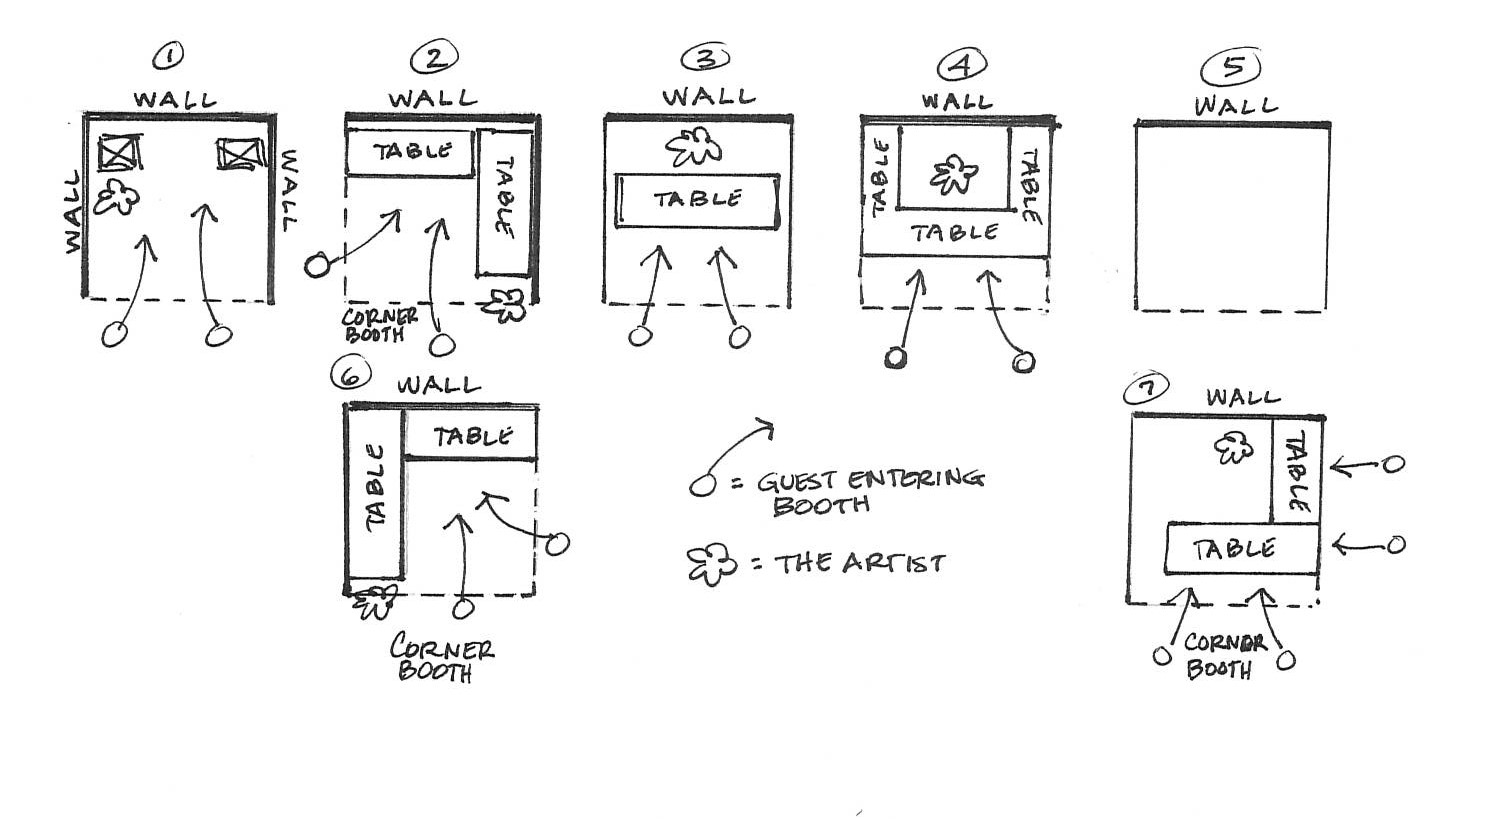 1
WALL
WALL
WALL
2
WALL
TABLE
TABLE
CORNER
BOOTH
3
WALL
TABLE
4
WALL
TABLE
TABLE
TABLE
5
WALL
6
WALL
TABLE
TABLE
CORNER
BOOTH
= GUEST ENTERING
BOOTH
= THE ARTIST
7
WALL
TABLE
TABLE
CORNER
BOOTH